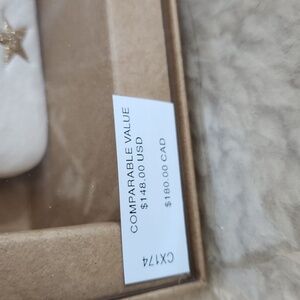 COMPARABLE VALUE
$148.00 USD
$180.00 CAD
CX174